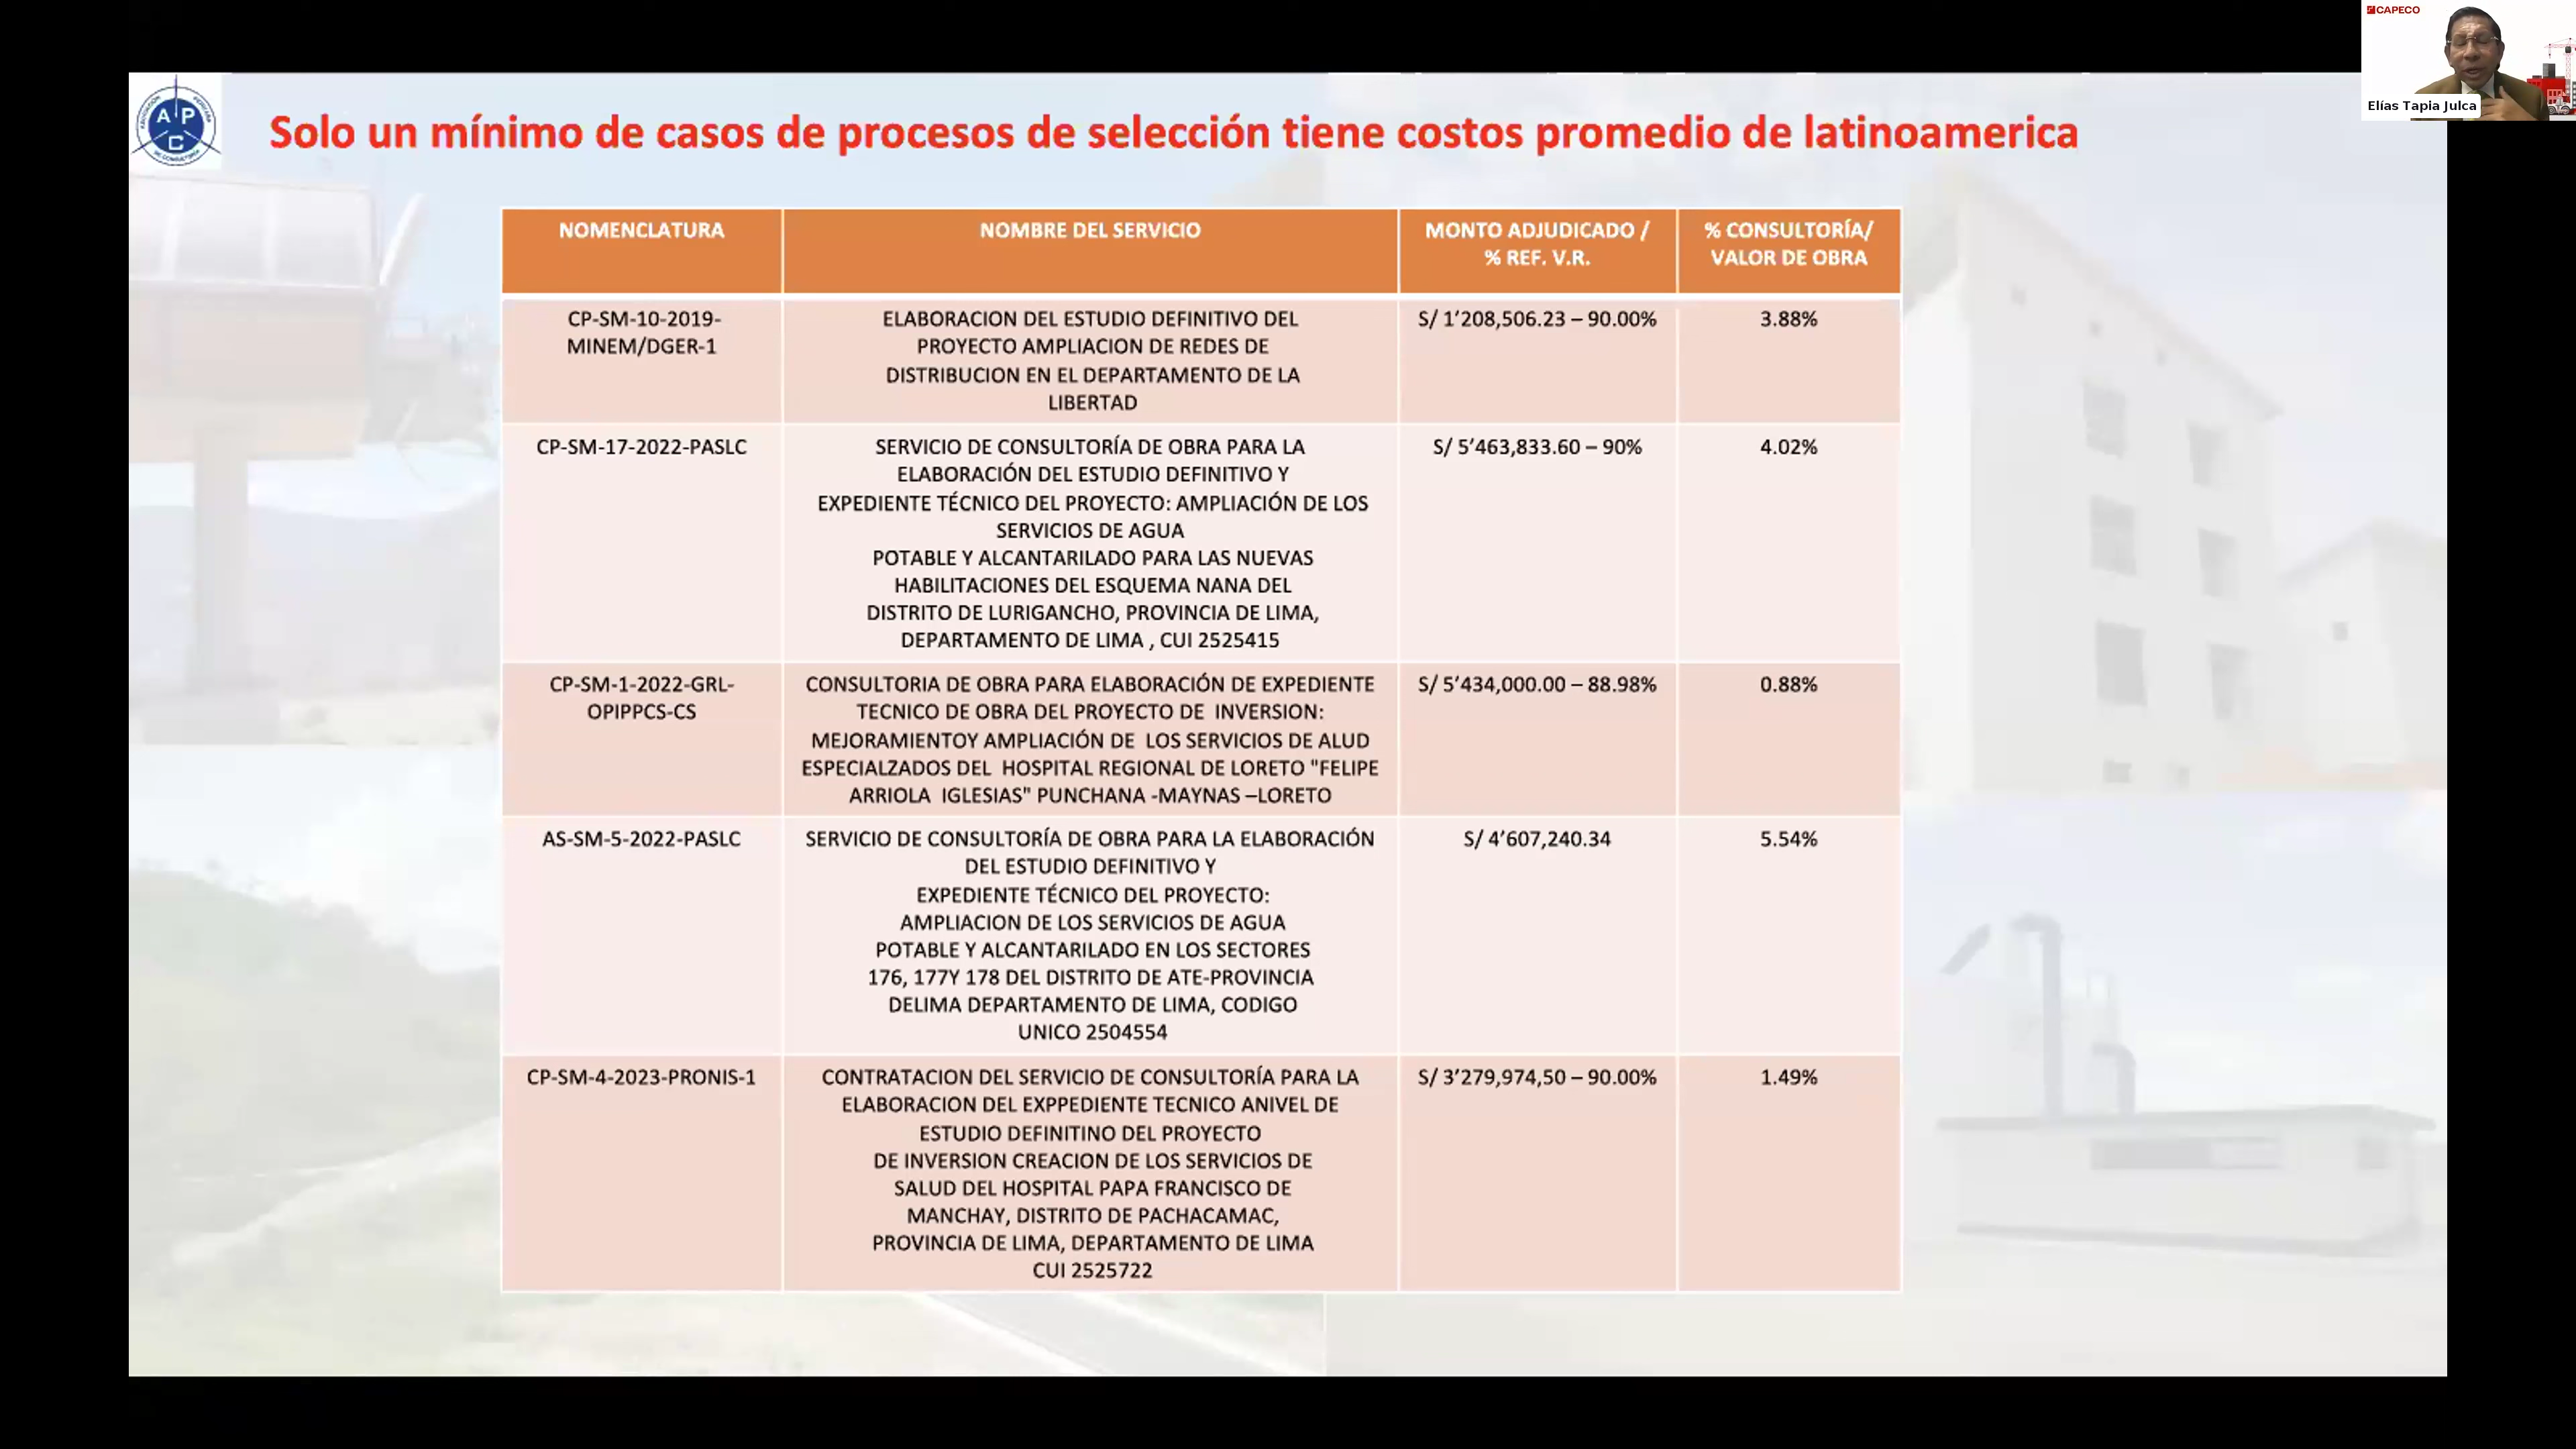 CAPECO
Elías Tapia Julca
A P
C
Solo un mínimo de casos de procesos de selección tiene costos promedio de latinoamerica
NOMENCLATURA
NOMBRE DEL SERVICIO
MONTO ADJUDICADO /
% REF. V.R.
% CONSULTORÍA/
VALOR DE OBRA
CP-SM-10-2019-
MINEM/DGER-1
ELABORACION DEL ESTUDIO DEFINITIVO DEL
PROYECTO AMPLIACION DE REDES DE
DISTRIBUCION EN EL DEPARTAMENTO DE LA
LIBERTAD
S/ 1’208,506.23 – 90.00%
3.88%
CP-SM-17-2022-PASLC
SERVICIO DE CONSULTORÍA DE OBRA PARA LA
ELABORACIÓN DEL ESTUDIO DEFINITIVO Y
EXPEDIENTE TÉCNICO DEL PROYECTO: AMPLIACIÓN DE LOS
SERVICIOS DE AGUA
POTABLE Y ALCANTARILADO PARA LAS NUEVAS
HABILITACIONES DEL ESQUEMA NANA DEL
DISTRITO DE LURIGANCHO, PROVINCIA DE LIMA,
DEPARTAMENTO DE LIMA , CUI 2525415
S/ 5’463,833.60 – 90%
4.02%
CP-SM-1-2022-GRL-
OPIPPCS-CS
CONSULTORIA DE OBRA PARA ELABORACIÓN DE EXPEDIENTE
TECNICO DE OBRA DEL PROYECTO DE  INVERSION:
MEJORAMIENTOY AMPLIACIÓN DE  LOS SERVICIOS DE ALUD
ESPECIALZADOS DEL  HOSPITAL REGIONAL DE LORETO "FELIPE
ARRIOLA  IGLESIAS" PUNCHANA -MAYNAS –LORETO
S/ 5’434,000.00 – 88.98%
0.88%
AS-SM-5-2022-PASLC
SERVICIO DE CONSULTORÍA DE OBRA PARA LA ELABORACIÓN
DEL ESTUDIO DEFINITIVO Y
EXPEDIENTE TÉCNICO DEL PROYECTO:
AMPLIACION DE LOS SERVICIOS DE AGUA
POTABLE Y ALCANTARILADO EN LOS SECTORES
176, 177Y 178 DEL DISTRITO DE ATE-PROVINCIA
DELIMA DEPARTAMENTO DE LIMA, CODIGO
UNICO 2504554
S/ 4’607,240.34
5.54%
CP-SM-4-2023-PRONIS-1
CONTRATACION DEL SERVICIO DE CONSULTORÍA PARA LA
ELABORACION DEL EXPPEDIENTE TECNICO ANIVEL DE
ESTUDIO DEFINITINO DEL PROYECTO
DE INVERSION CREACION DE LOS SERVICIOS DE
SALUD DEL HOSPITAL PAPA FRANCISCO DE
MANCHAY, DISTRITO DE PACHACAMAC,
PROVINCIA DE LIMA, DEPARTAMENTO DE LIMA
CUI 2525722
S/ 3’279,974,50 – 90.00%
1.49%